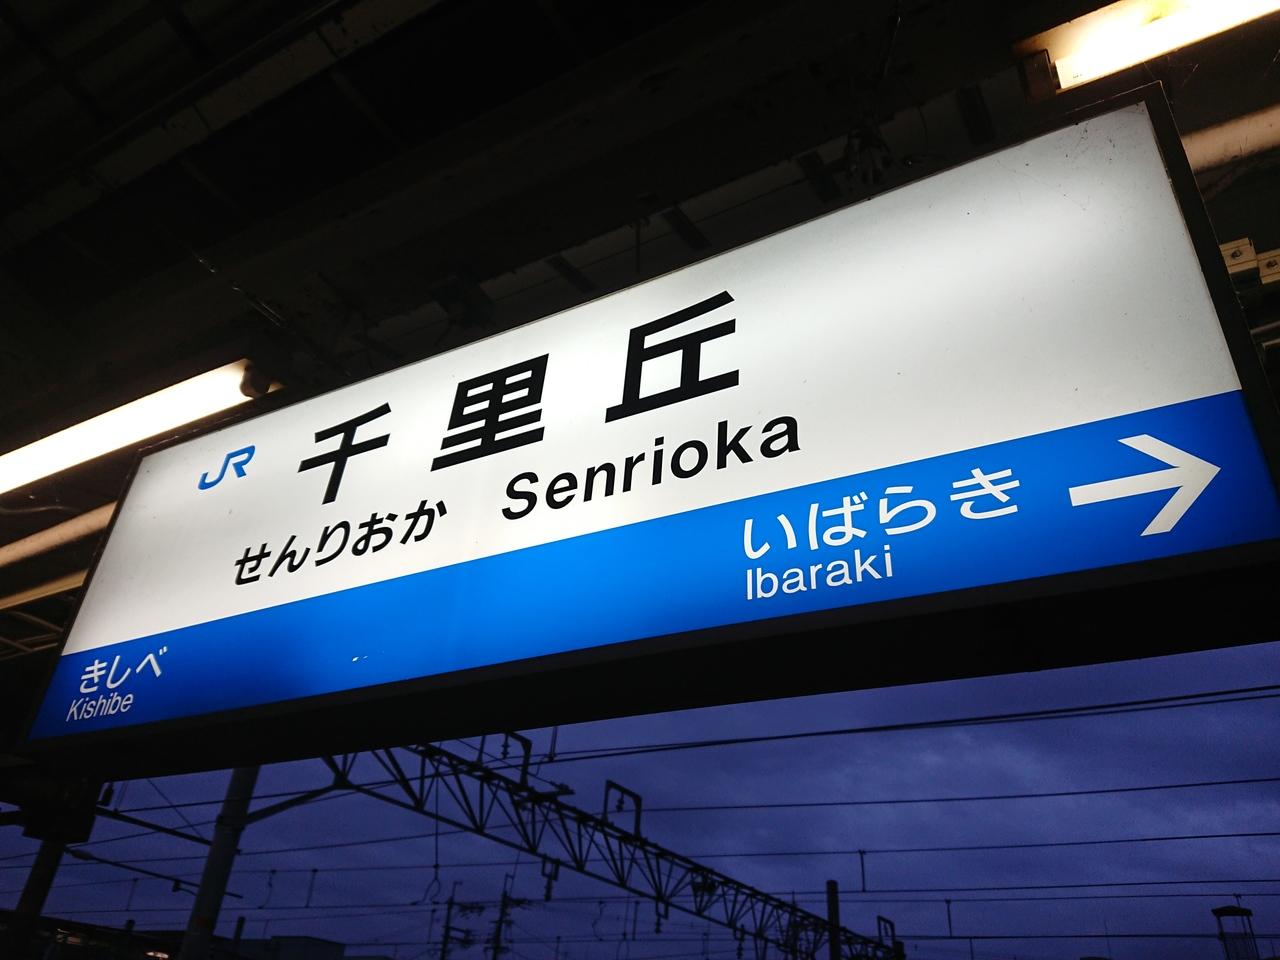 JR 千里丘
せんりおか Senrioka
いばらき →
Ibaraki
きしべ
Kishibe